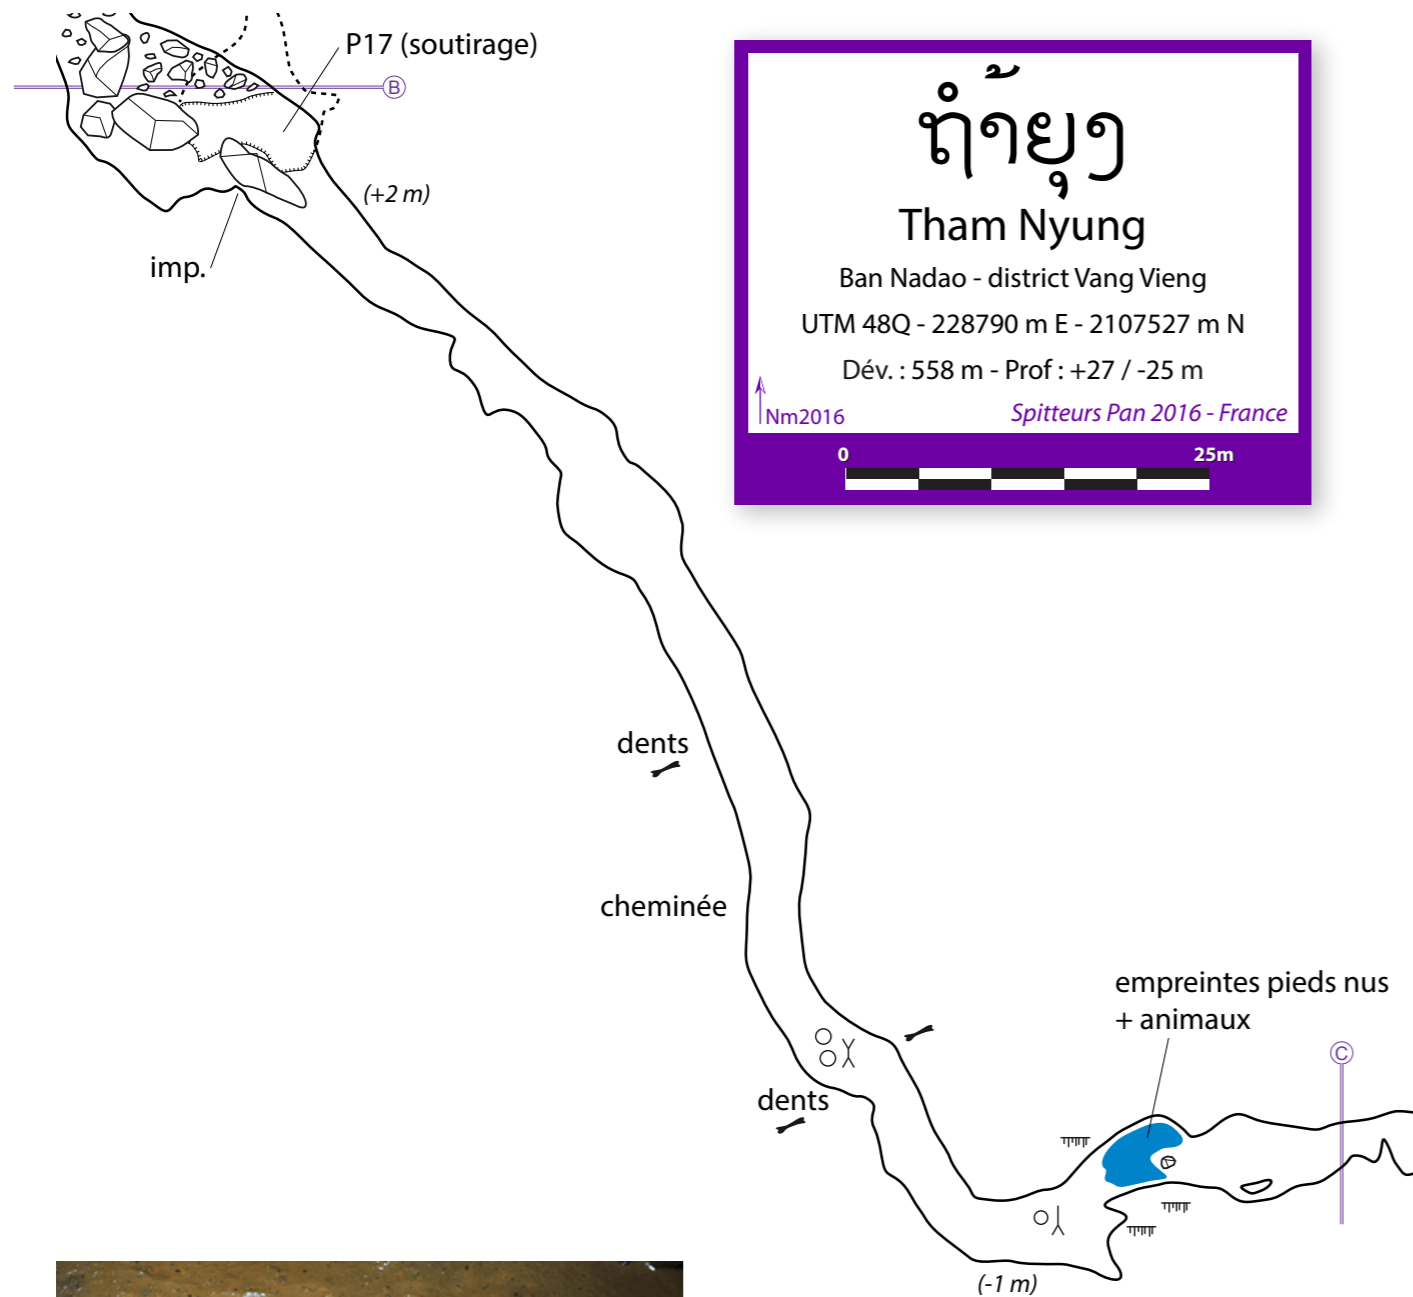 P17 (soutirage)
B
(+2 m)
imp.
ຖ້ຳຍຸງ
Tham Nyung
Ban Nadao - district Vang Vieng
UTM 48Q - 228790 m E - 2107527 m N
Dév. : 558 m - Prof : +27 / -25 m
Nm2016
Spitteurs Pan 2016 - France
0 25m
dents
cheminée
empreintes pieds nus
+ animaux
C
dents
(-1 m)